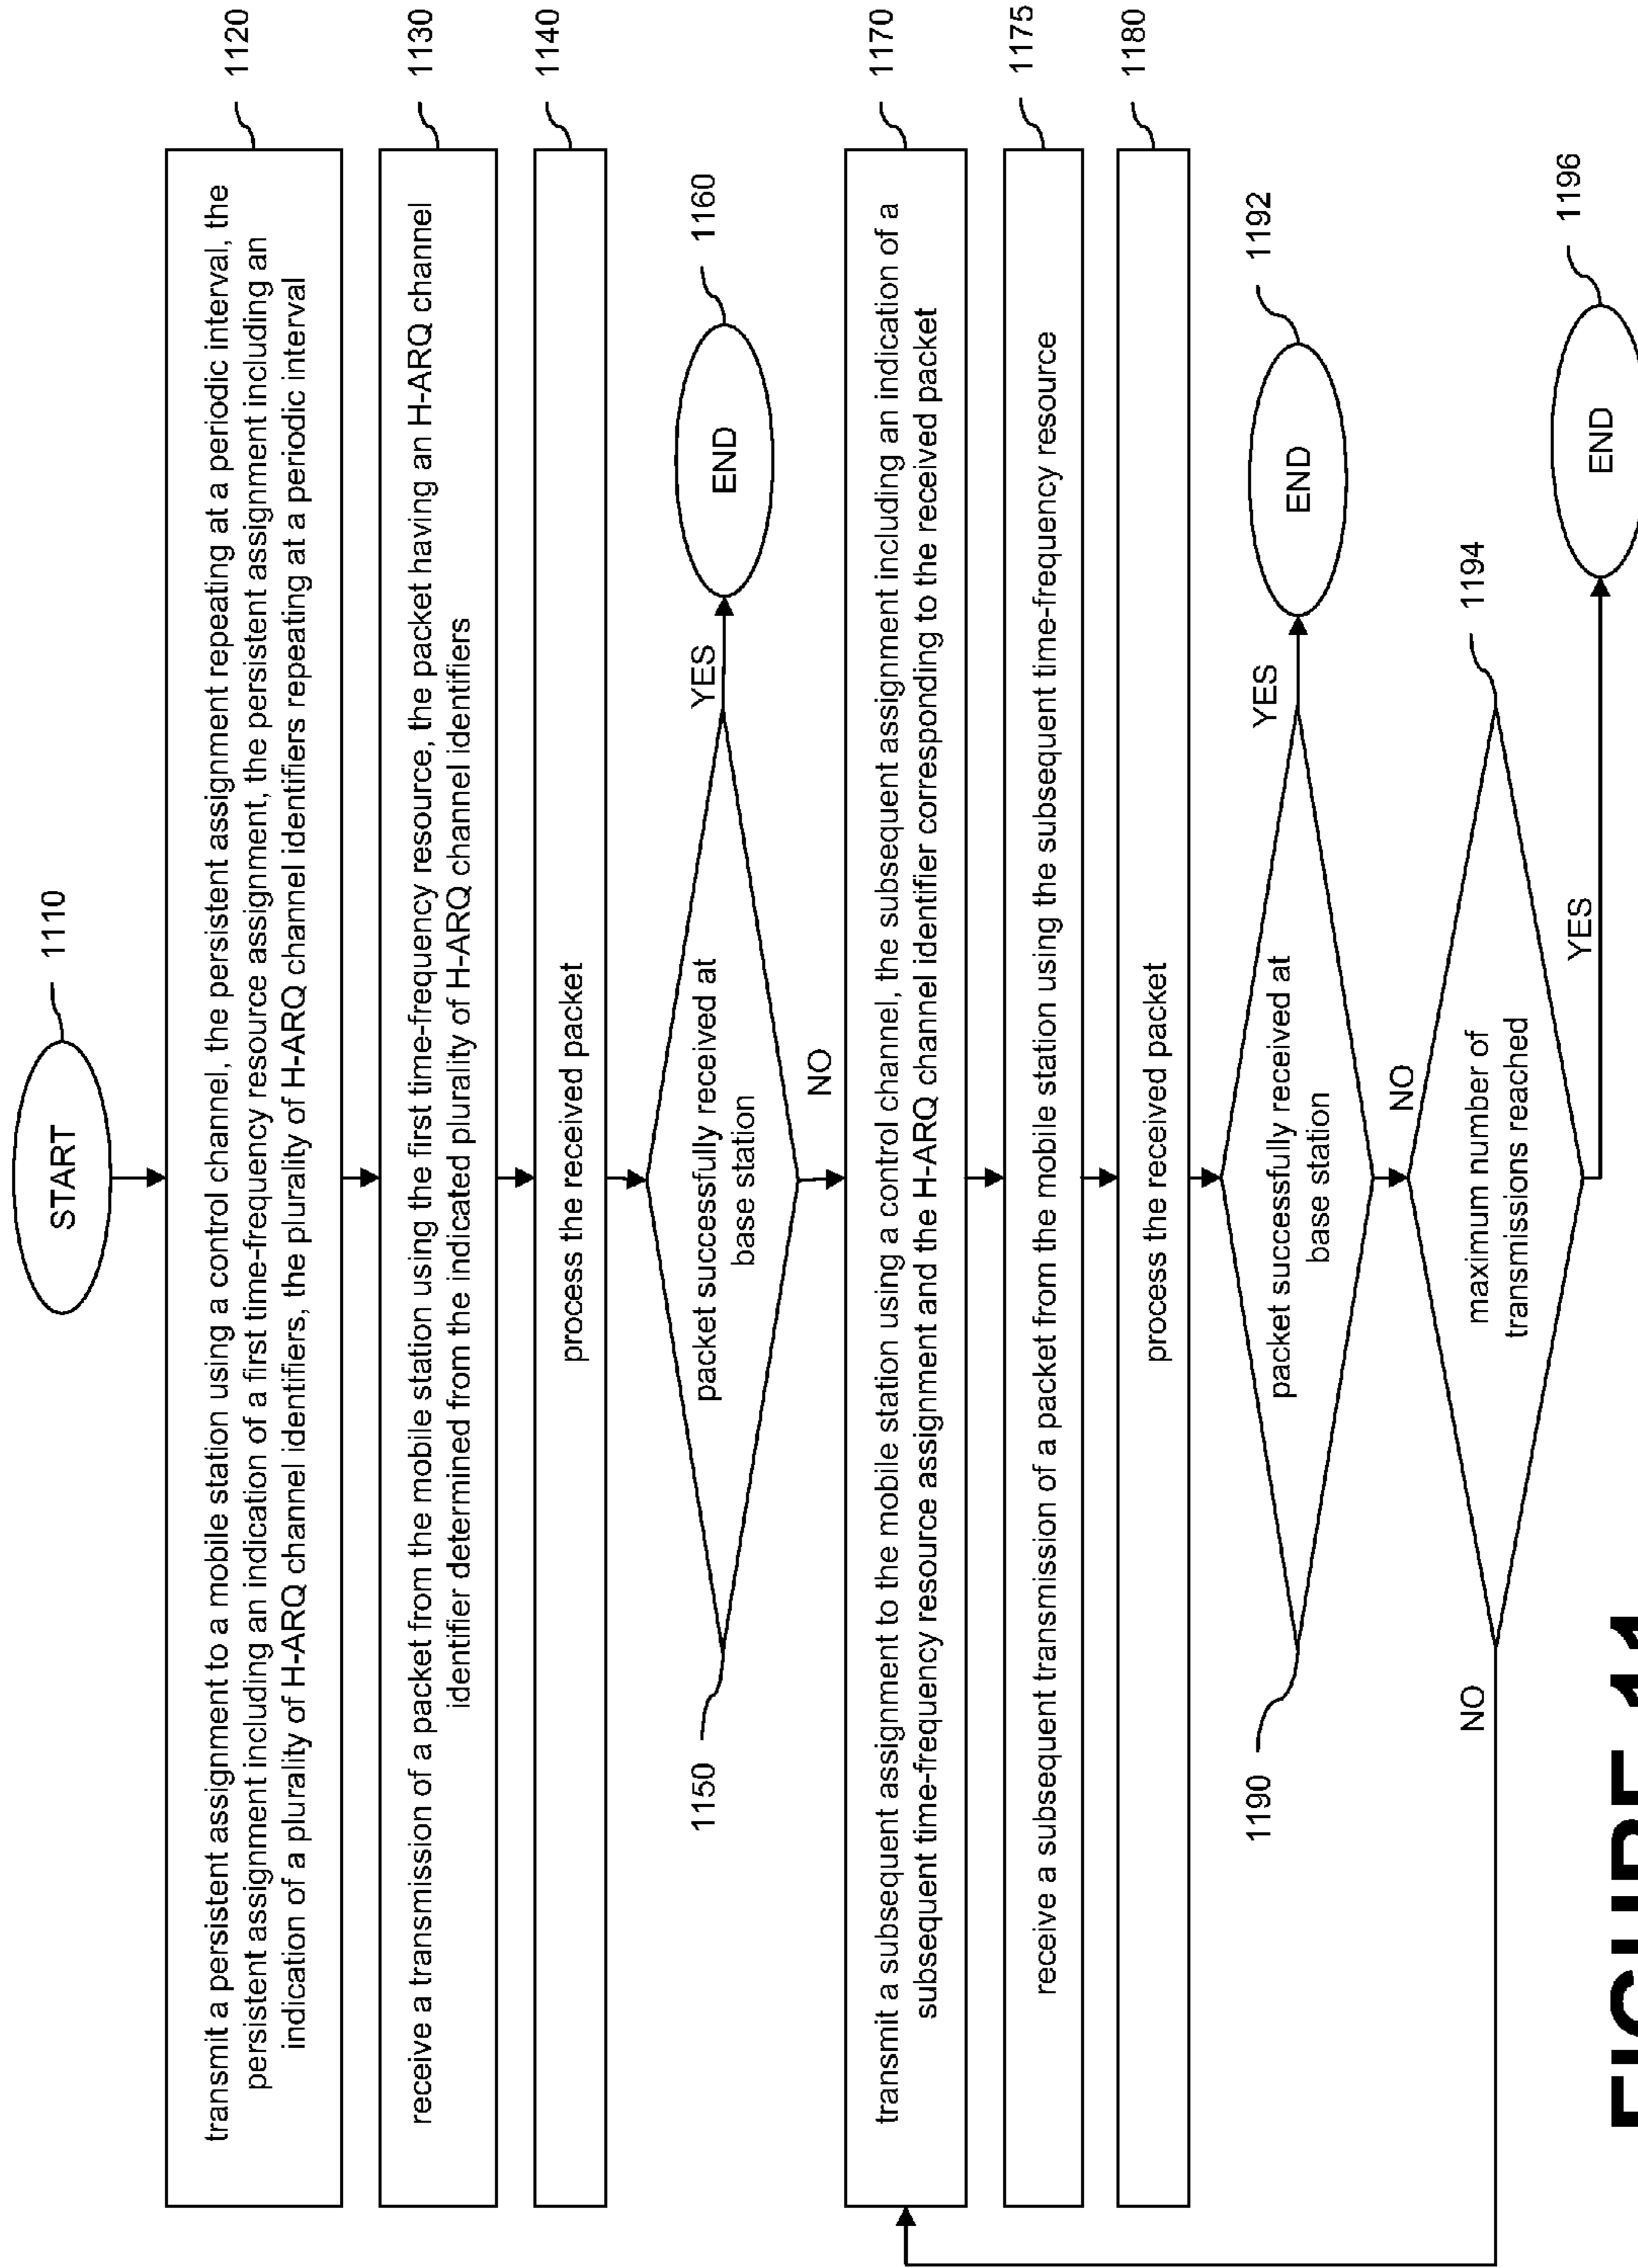 START
1110
transmit a persistent assignment to a mobile station using a control channel, the persistent assignment repeating at a periodic interval, the
persistent assignment including an indication of a first time-frequency resource assignment, the persistent assignment including an
indication of a plurality of H-ARQ channel identifiers, the plurality of H-ARQ channel identifiers repeating at a periodic interval
1120
receive a transmission of a packet from the mobile station using the first time-frequency resource, the packet having an H-ARQ channel
identifier determined from the indicated plurality of H-ARQ channel identifiers
1130
process the received packet
1140
packet successfully received at
base station
1150
YES
END
1160
NO
transmit a subsequent assignment to the mobile station using a control channel, the subsequent assignment including an indication of a
subsequent time-frequency resource assignment and the H-ARQ channel identifier corresponding to the received packet
1170
receive a subsequent transmission of a packet from the mobile station using the subsequent time-frequency resource
1175
process the received packet
1180
packet successfully received at
base station
1190
YES
END
1192
NO
maximum number of
transmissions reached
1194
NO
YES
END
1196
FIGURE 11